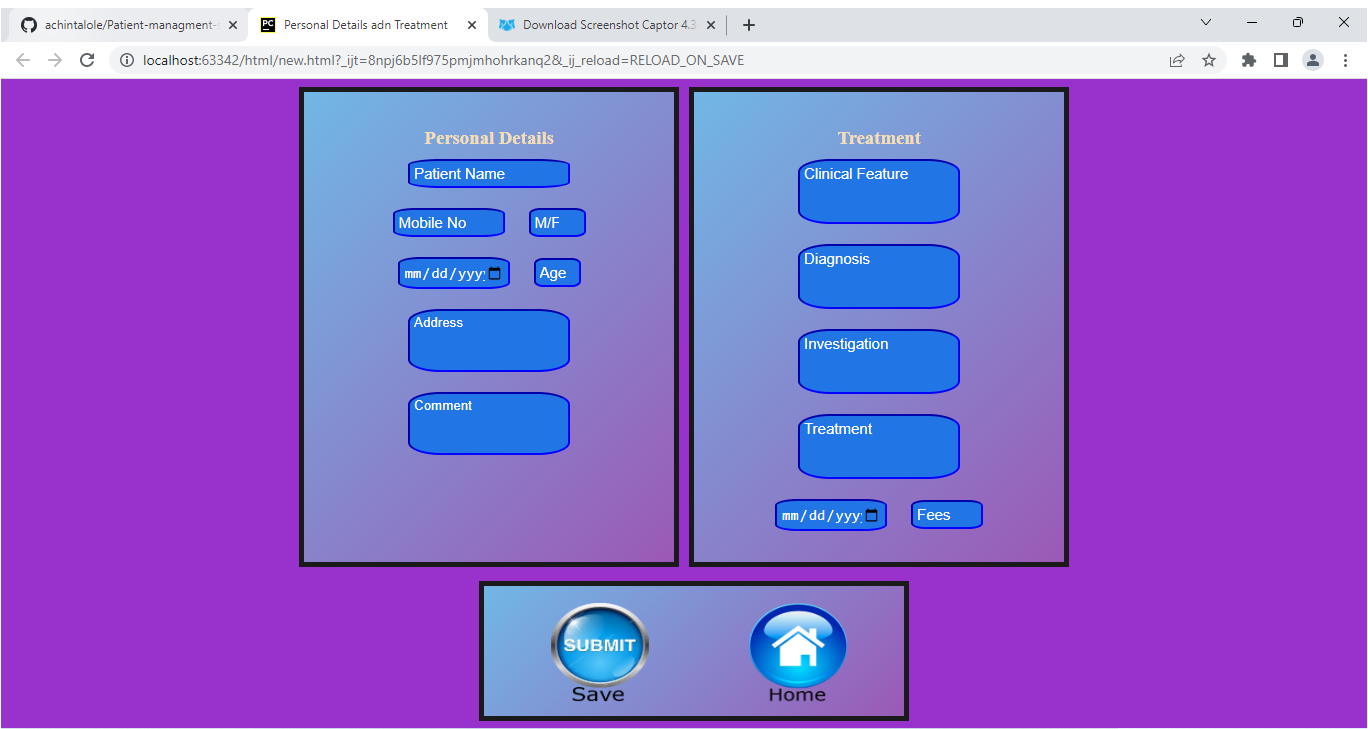 achintalole/Patient-managment-s
Personal Details adn Treatment
Download Screenshot Captor 4.3
localhost:63342/html/new.html?_ijt=8npj6b5lf975pmjmhohrkanq2&_ij_reload=RELOAD_ON_SAVE
Personal Details
Patient Name
Mobile No M/F
mm/dd/yyyy Age
Address
Comment
Treatment
Clinical Feature
Diagnosis
Investigation
Treatment
mm/dd/yyyy Fees
SUBMIT
Save
Home